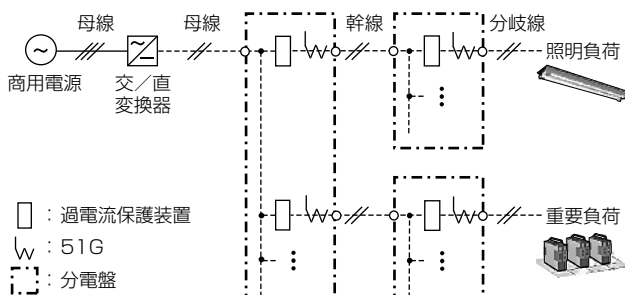 母線
母線
幹線
分岐線
照明負荷
商用電源
交／直
変換器
：過電流保護装置
：51G
：分電盤
重要負荷